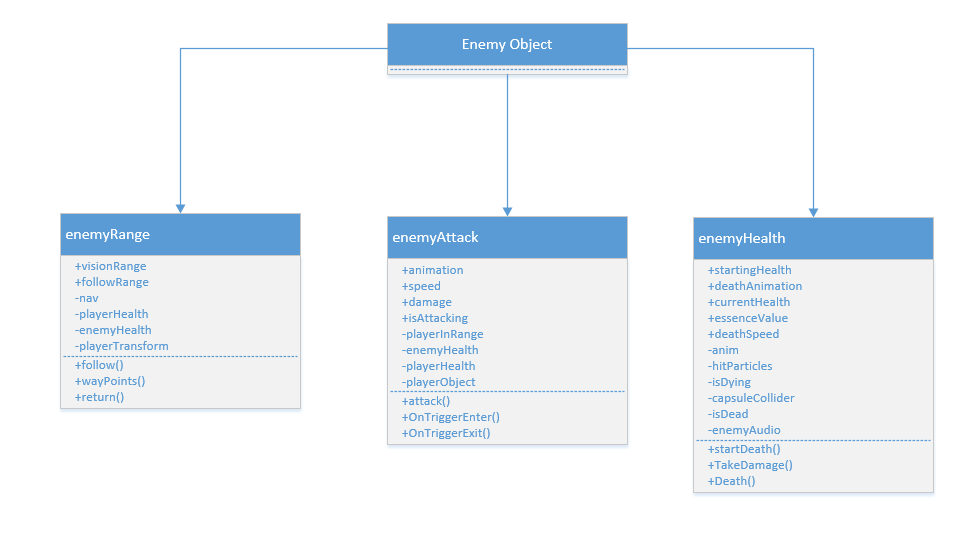 Enemy Object
enemyRange
+visionRange
+followRange
-nav
-playerHealth
-enemyHealth
-playerTransform
+follow()
+wayPoints()
+return()
enemyAttack
+animation
+speed
+damage
+isAttacking
-playerInRange
-enemyHealth
-playerHealth
-playerObject
+attack()
+OnTriggerEnter()
+OnTriggerExit()
enemyHealth
+startingHealth
+deathAnimation
+currentHealth
+essenceValue
+deathSpeed
-anim
-hitParticles
-isDying
-capsuleCollider
-isDead
-enemyAudio
+startDeath()
+TakeDamage()
+Death()